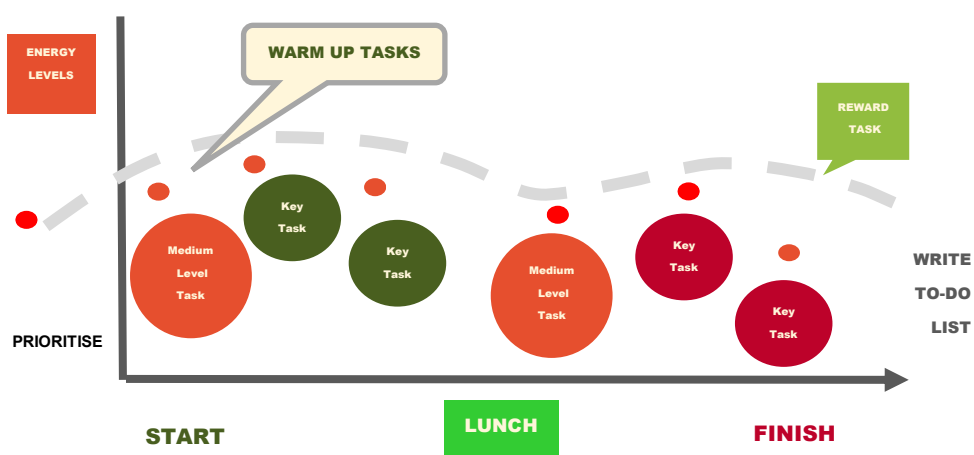 ENERGY
LEVELS
WARM UP TASKS
REWARD
TASK
Medium
Level
Task
Key
Task
Key
Task
Medium
Level
Task
Key
Task
Key
Task
WRITE
TO-DO
LIST
PRIORITISE
START
LUNCH
FINISH